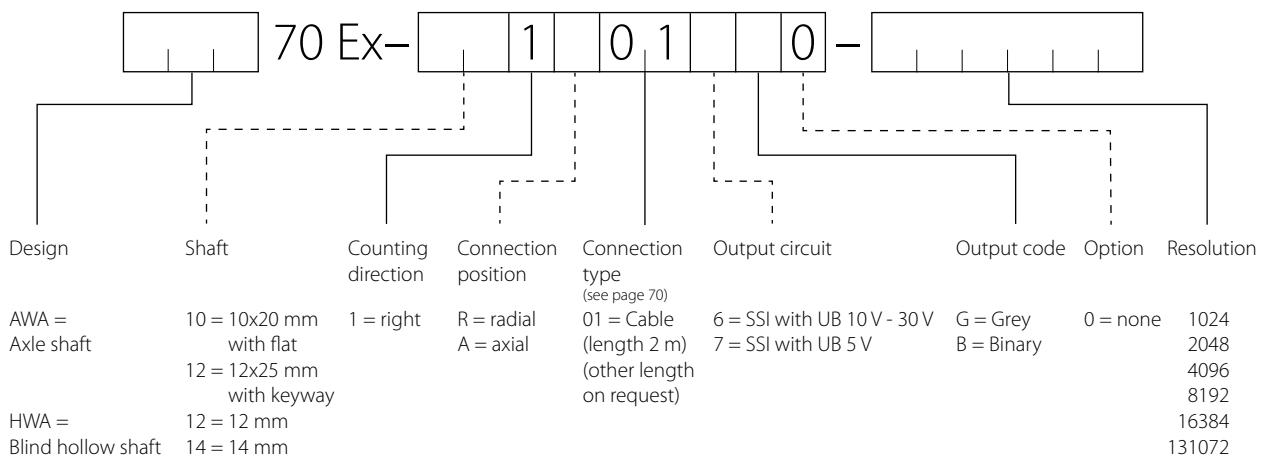 70 Ex– 1 0 1 0 –
Design Shaft Counting Connection Connection Output circuit Output code Option Resolution
direction position type
(see page 70)
AWA = 10 = 10x20 mm 1 = right R = radial 01 = Cable 6 = SSI with UB 10 V - 30 V G = Grey 0 = none 1024
Axle shaft with flat A = axial (length 2 m) 7 = SSI with UB 5 V B = Binary 2048
12 = 12x25 mm (other length 4096
with keyway on request) 8192
HWA = 12 = 12 mm 16384
Blind hollow shaft 14 = 14 mm 131072